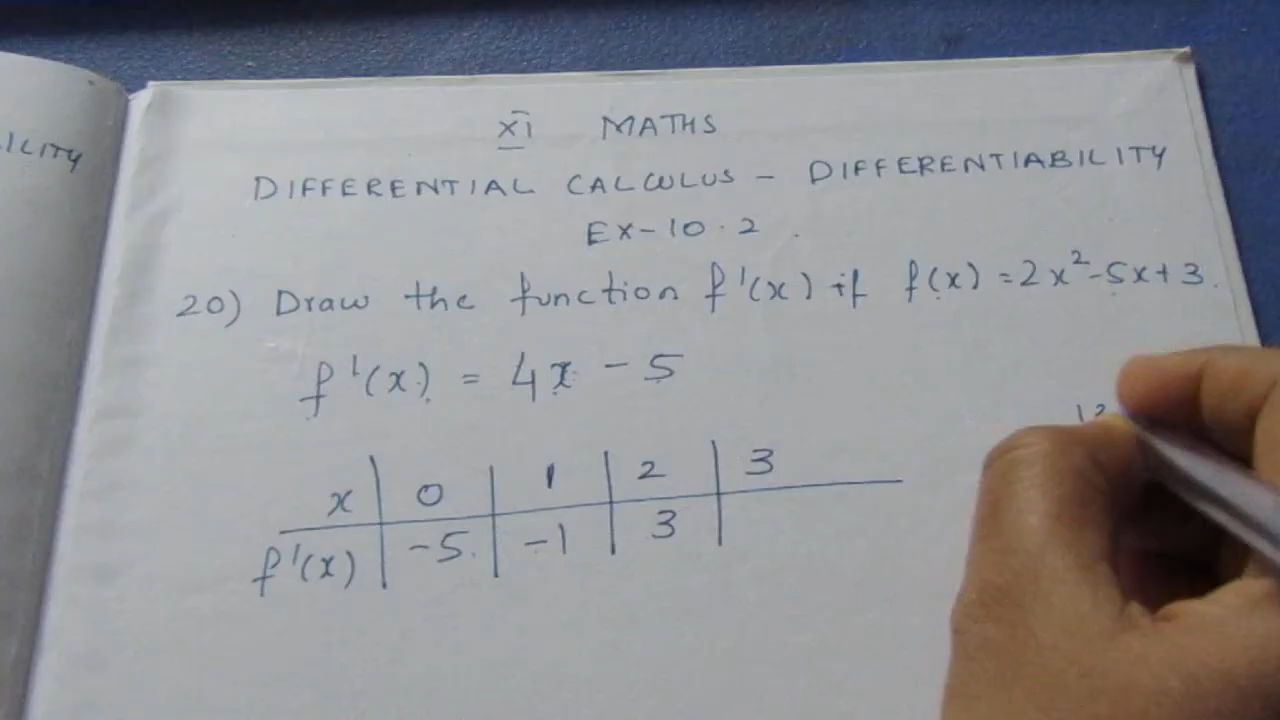 ILITY
XI MATHS
DIFFERENTIAL CALCULUS - DIFFERENTIABILITY
EX-10.2.
20) Draw the function f'(x) if f(x) = 2x²-5x+3.
f'(x) = 4x - 5
x | 0 | 1 | 2 | 3
f'(x) | -5 | -1 | 3 |
12